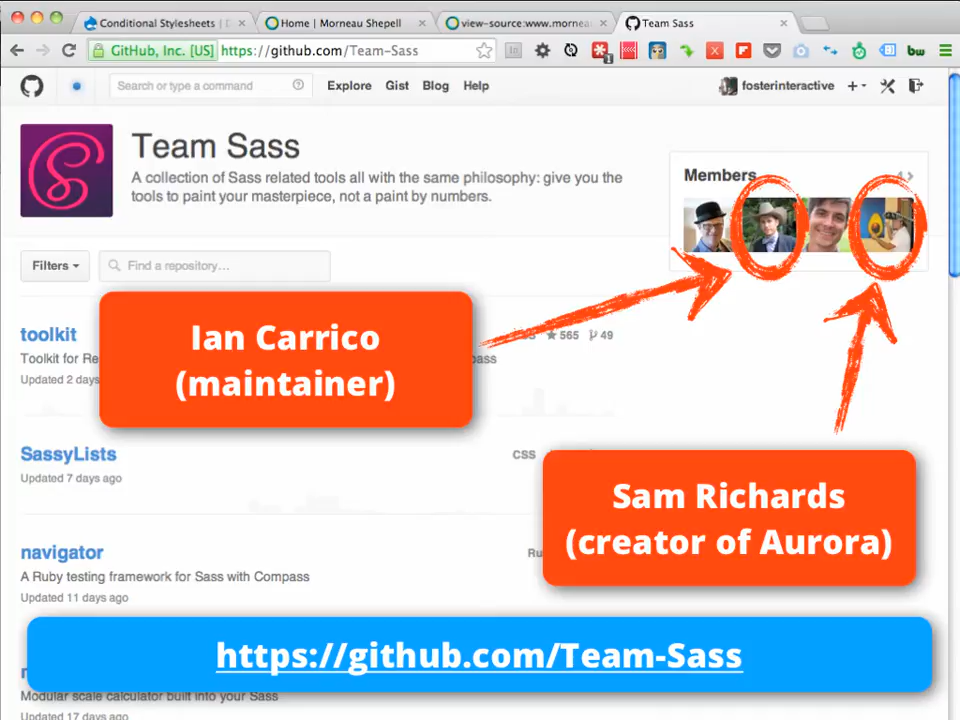 Conditional Stylesheets | D
Home | Morneau Shepell
view-source:www.mornea
Team Sass
GitHub, Inc. [US] https://github.com/Team-Sass
Search or type a command
Explore Gist Blog Help
fosterinteractive
Team Sass
A collection of Sass related tools all with the same philosophy: give you the
tools to paint your masterpiece, not a paint by numbers.
Members
Filters
Find a repository…
toolkit
565 49
Toolkit for Re
Updated 2 days
Ian Carrico
(maintainer)
SassyLists
CSS
Updated 7 days ago
Sam Richards
(creator of Aurora)
navigator
Ru
A Ruby testing framework for Sass with Compass
Updated 11 days ago
https://github.com/Team-Sass
Modular scale calculator built into your Sass
Updated 17 days ago